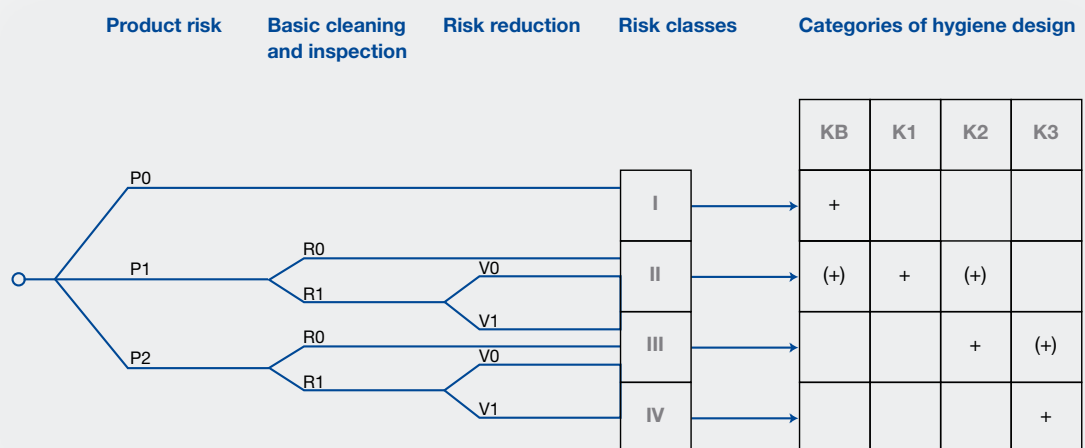 Product risk
Basic cleaning
and inspection
Risk reduction
Risk classes
Categories of hygiene design
KB K1 K2 K3
P0
I
+
R0
P1
V0
II
(+) + (+)
R1
V1
R0
III
+ (+)
P2
V0
R1
V1
IV
+